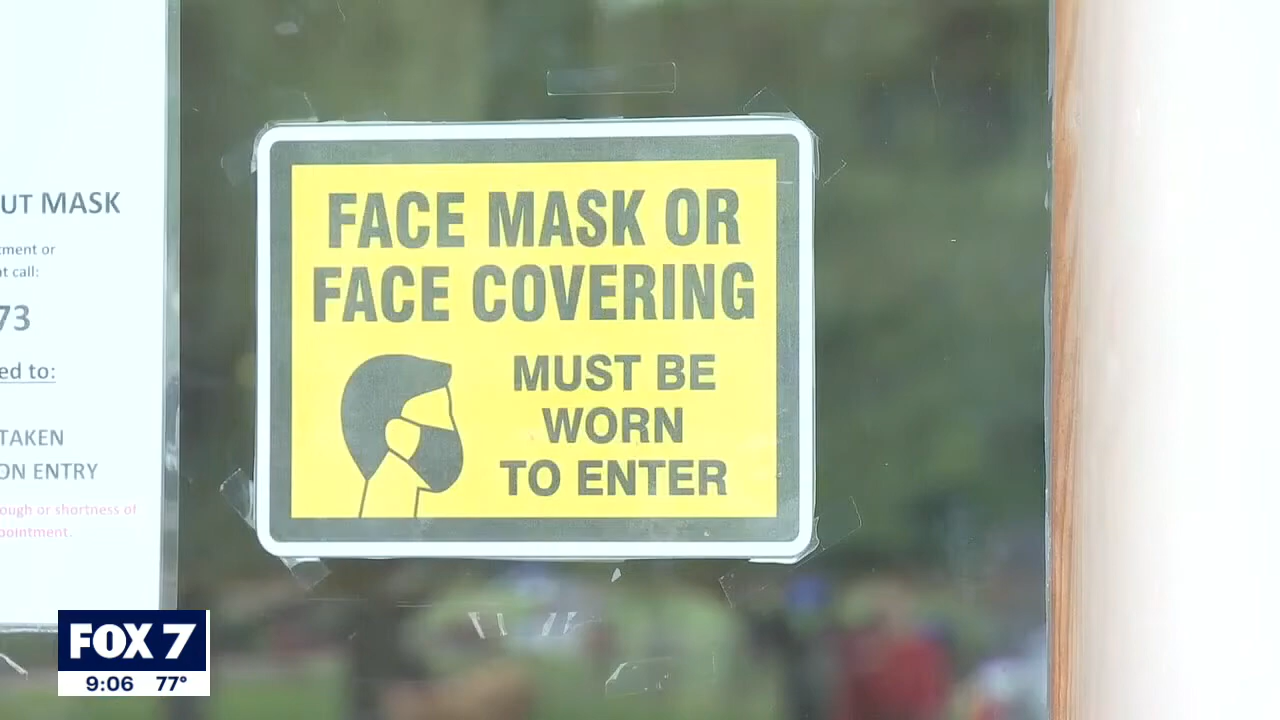 UT MASK
tment or
at call:
73
ed to:
TAKEN
ON ENTRY
ough or shortness of
pointment.
FACE MASK OR
FACE COVERING
MUST BE
WORN
TO ENTER
FOX 7
9:06 77°